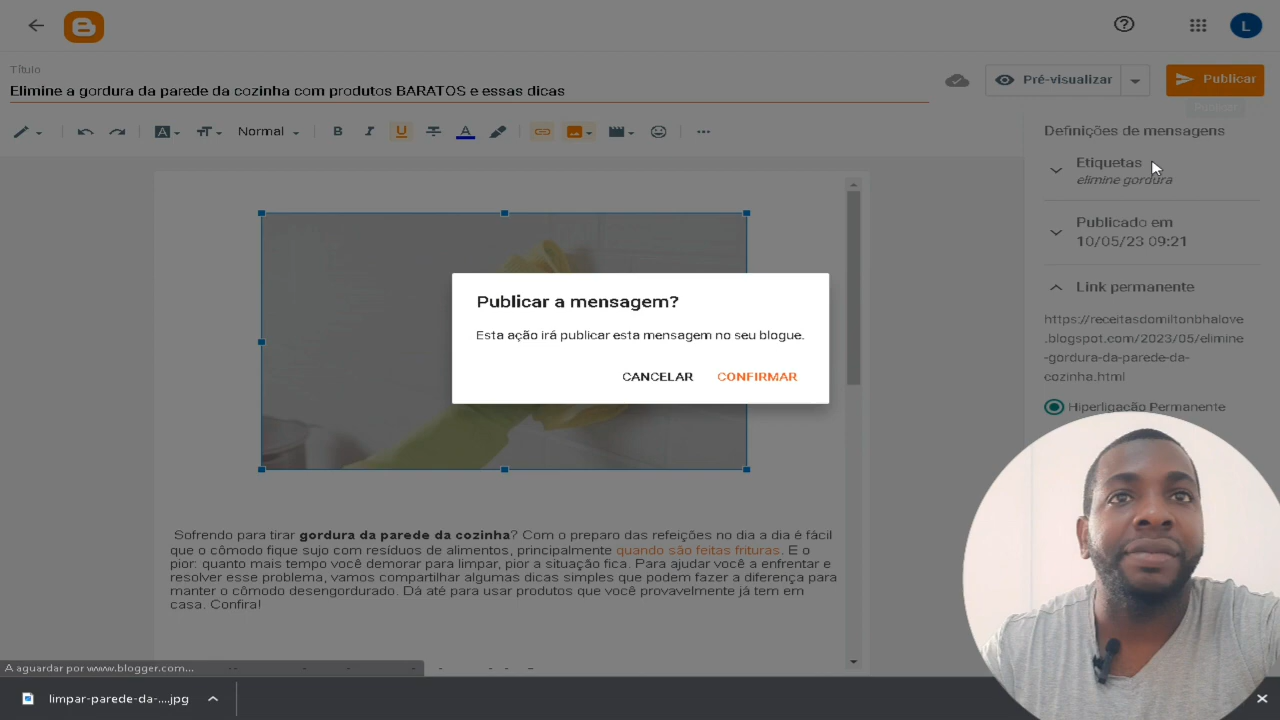 L
Título
Elimine a gordura da parede da cozinha com produtos BARATOS e essas dicas
Pré-visualizar
Publicar
Publicar
Normal
B
I
U
A
A
Definições de mensagens
Etiquetas
elimine gordura
Publicado em
10/05/23 09:21
Link permanente
https://receitasdomiltonbhalove
.blogspot.com/2023/05/elimine
-gordura-da-parede-da-
cozinha.html
Hiperligação Permanente
Publicar a mensagem?
Esta ação irá publicar esta mensagem no seu blogue.
CANCELAR
CONFIRMAR
Sofrendo para tirar gordura da parede da cozinha? Com o preparo das refeições no dia a dia é fácil
que o cômodo fique sujo com resíduos de alimentos, principalmente quando são feitas frituras. E o
pior: quanto mais tempo você demorar para limpar, pior a situação fica. Para ajudar você a enfrentar e
resolver esse problema, vamos compartilhar algumas dicas simples que podem fazer a diferença para
manter o cômodo desengordurado. Dá até para usar produtos que você provavelmente já tem em
casa. Confira!
A aguardar por www.blogger.com...
limpar-parede-da-....jpg